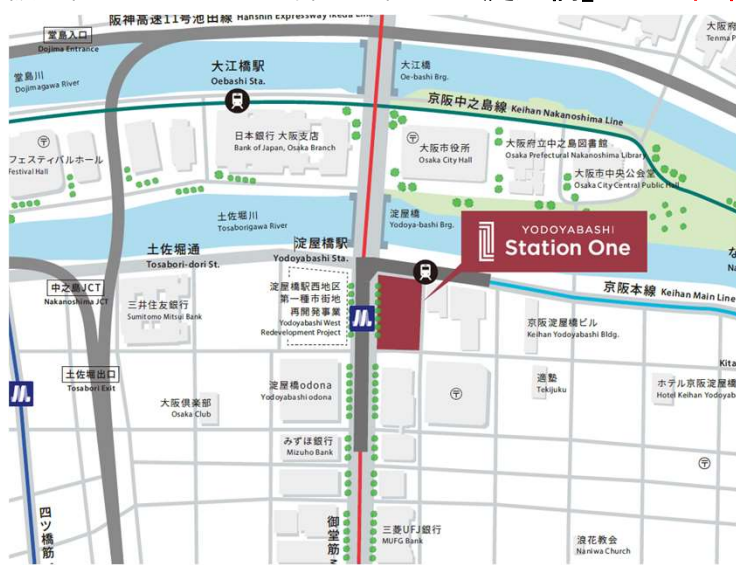 阪神高速11号池田線 Hanshin Expressway Ikeda Line
堂島入口
Dojima Entrance
大阪府
堂島川
Dojimagawa River
大江橋駅
Oebashi Sta.
大江橋
Oe-bashi Brg.
京阪中之島線 Keihan Nakanoshima Line
フェスティバルホール
Festival Hall
日本銀行 大阪支店
Bank of Japan, Osaka Branch
大阪市役所
Osaka City Hall
大阪府立中之島図書館
Osaka Prefectural Nakanoshima Library
大阪市中央公会堂
Osaka City Central Public Hall
土佐堀川
Tosaborigawa River
淀屋橋
Yodoya-bashi Brg.
YODOYABASHI
Station One
土佐堀通
Tosabori-dori St.
淀屋橋駅
Yodoyabashi Sta.
な
中之島JCT
Nakanoshima JCT
三井住友銀行
Sumitomo Mitsui Bank
淀屋橋駅西地区
第一種市街地
再開発事業
Yodoyabashi West
Redevelopment Project
京阪本線 Keihan Main Line
京阪淀屋橋ビル
Keihan Yodoyabashi Bldg.
Kita
土佐堀出口
Tosabori Exit
大阪倶楽部
Osaka Club
淀屋橋odona
Yodoyabashi odona
適塾
Tekijuku
ホテル京阪淀屋橋
Hotel Keihan Yodoyab
みずほ銀行
Mizuho Bank
四ツ橋筋
御堂筋
三菱UFJ銀行
MUFG Bank
浪花教会
Naniwa Church